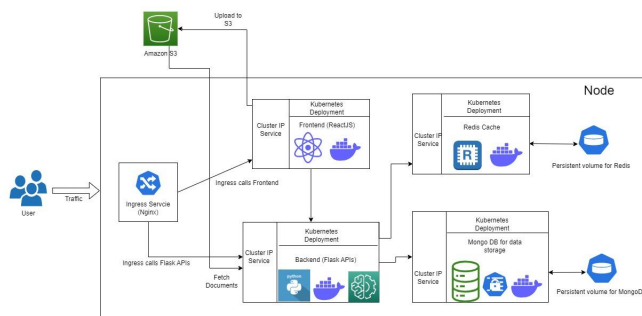 Upload to
S3
Amazon S3
Node
Kubernetes
Deployment
Cluster IP
Service
Frontend (ReactJS)
Kubernetes
Deployment
Cluster IP
Service
Redis Cache
Persistent volume for Redis
User
Traffic
Ingress Servcie
(Nginx)
Ingress calls Frontend
Ingress calls Flask APIs
Fetch
Documents
Kubernetes
Deployment
Cluster IP
Service
Backend (Flask APIs)
python
Kubernetes
Deployment
Cluster IP
Service
Mongo DB for data
storage
Persistent volume for MongoD
R